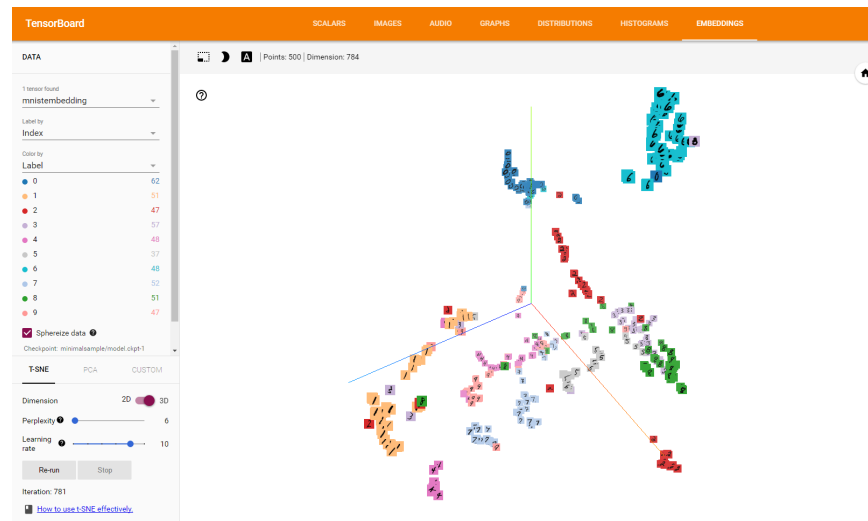 TensorBoard
SCALARS IMAGES AUDIO GRAPHS DISTRIBUTIONS HISTOGRAMS EMBEDDINGS
DATA
A | Points: 500 | Dimension: 784
1 tensor found
mnistembedding
Label by
Index
Color by
Label
0 62
1 51
2 47
3 57
4 48
5 37
6 48
7 52
8 51
9 47
Sphereize data
Checkpoint: minimalsample/model.ckpt-1
T-SNE PCA CUSTOM
Dimension 2D 3D
Perplexity 6
Learning rate 10
Re-run Stop
Iteration: 781
How to use t-SNE effectively.